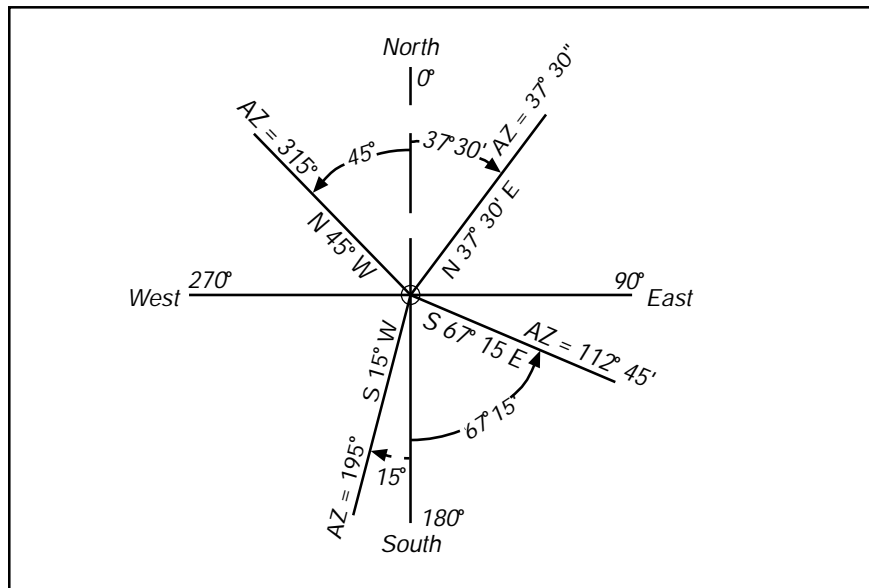 North
0°
AZ = 315°
45°
37°30'
AZ = 37° 30"
N 45° W
N 37° 30' E
West
270°
90°
East
S 67° 15 E
AZ = 112° 45'
S 15° W
67°15'
AZ = 195°
15°
180°
South